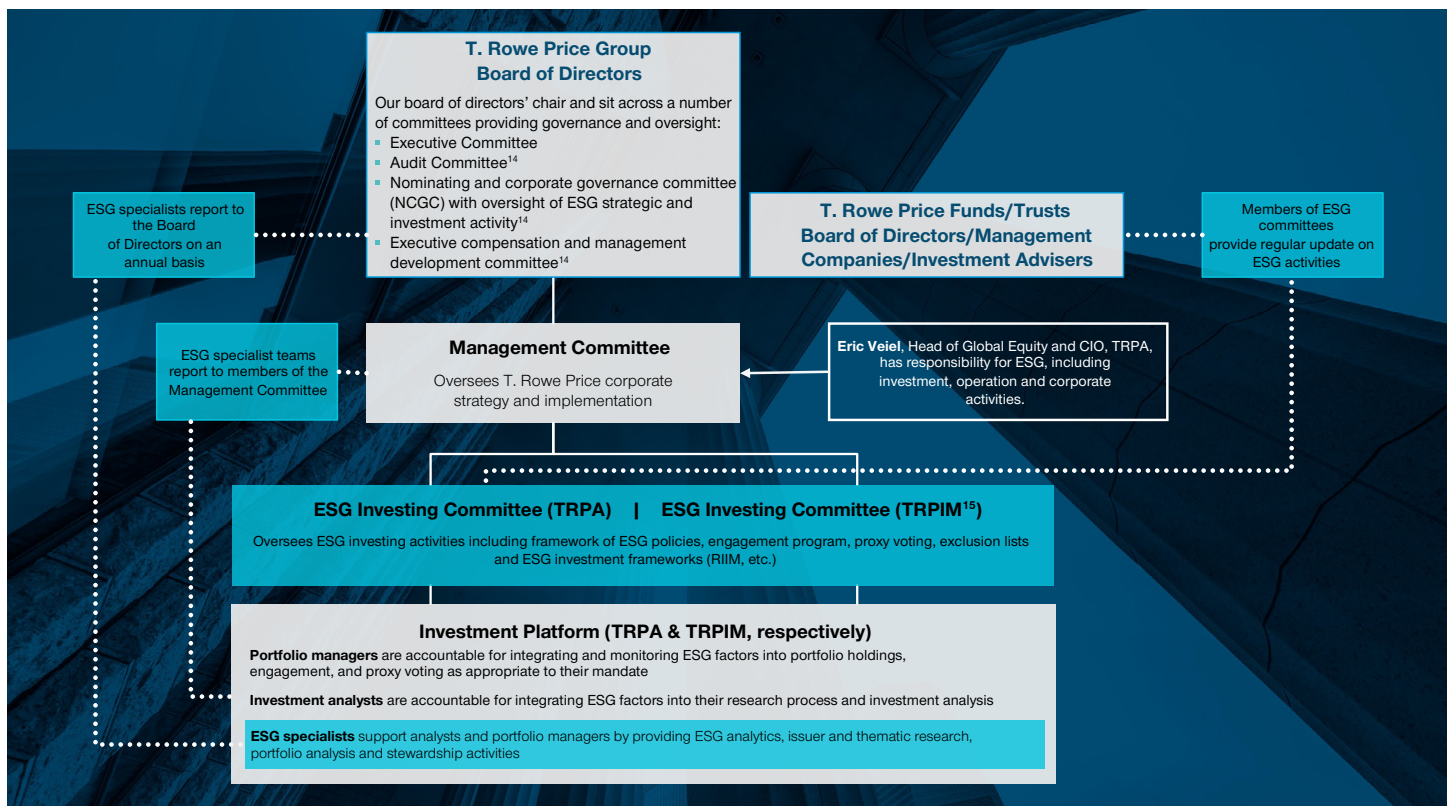 T. Rowe Price Group
Board of Directors
Our board of directors’ chair and sit across a number
of committees providing governance and oversight:
▪ Executive Committee
▪ Audit Committee¹⁴
▪ Nominating and corporate governance committee
(NCGC) with oversight of ESG strategic and
investment activity¹⁴
▪ Executive compensation and management
development committee¹⁴
ESG specialists report to
the Board
of Directors on an
annual basis
T. Rowe Price Funds/Trusts
Board of Directors/Management
Companies/Investment Advisers
Members of ESG
committees
provide regular update on
ESG activities
ESG specialist teams
report to members of the
Management Committee
Management Committee
Oversees T. Rowe Price corporate
strategy and implementation
Eric Veiel, Head of Global Equity and CIO, TRPA,
has responsibility for ESG, including
investment, operation and corporate
activities.
ESG Investing Committee (TRPA) | ESG Investing Committee (TRPIM¹⁵)
Oversees ESG investing activities including framework of ESG policies, engagement program, proxy voting, exclusion lists
and ESG investment frameworks (RIIM, etc.)
Investment Platform (TRPA & TRPIM, respectively)
Portfolio managers are accountable for integrating and monitoring ESG factors into portfolio holdings,
engagement, and proxy voting as appropriate to their mandate
Investment analysts are accountable for integrating ESG factors into their research process and investment analysis
ESG specialists support analysts and portfolio managers by providing ESG analytics, issuer and thematic research,
portfolio analysis and stewardship activities